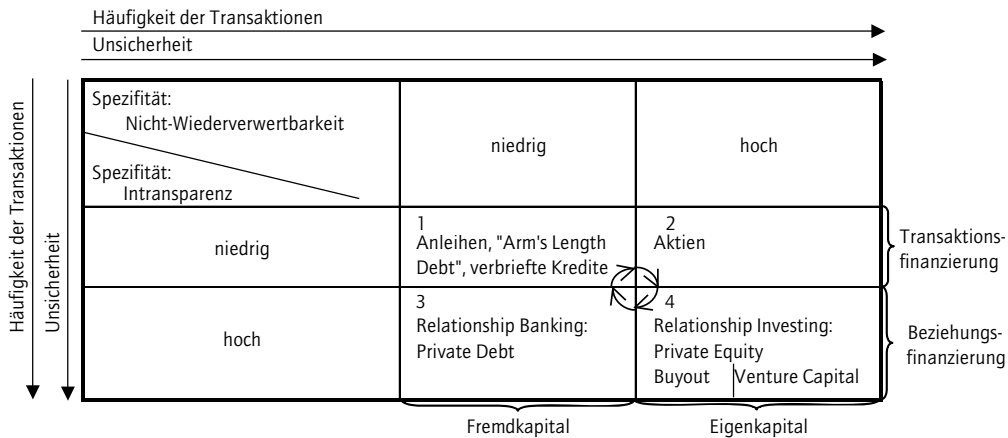 Häufigkeit der Transaktionen
Unsicherheit
Häufigkeit der Transaktionen
Unsicherheit
Spezifität:
Nicht-Wiederverwertbarkeit
Spezifität:
Intransparenz
niedrig
hoch
niedrig
1
Anleihen, "Arm's Length
Debt", verbriefte Kredite
2
Aktien
Transaktions-
finanzierung
hoch
3
Relationship Banking:
Private Debt
4
Relationship Investing:
Private Equity
Buyout Venture Capital
Beziehungs-
finanzierung
Fremdkapital
Eigenkapital